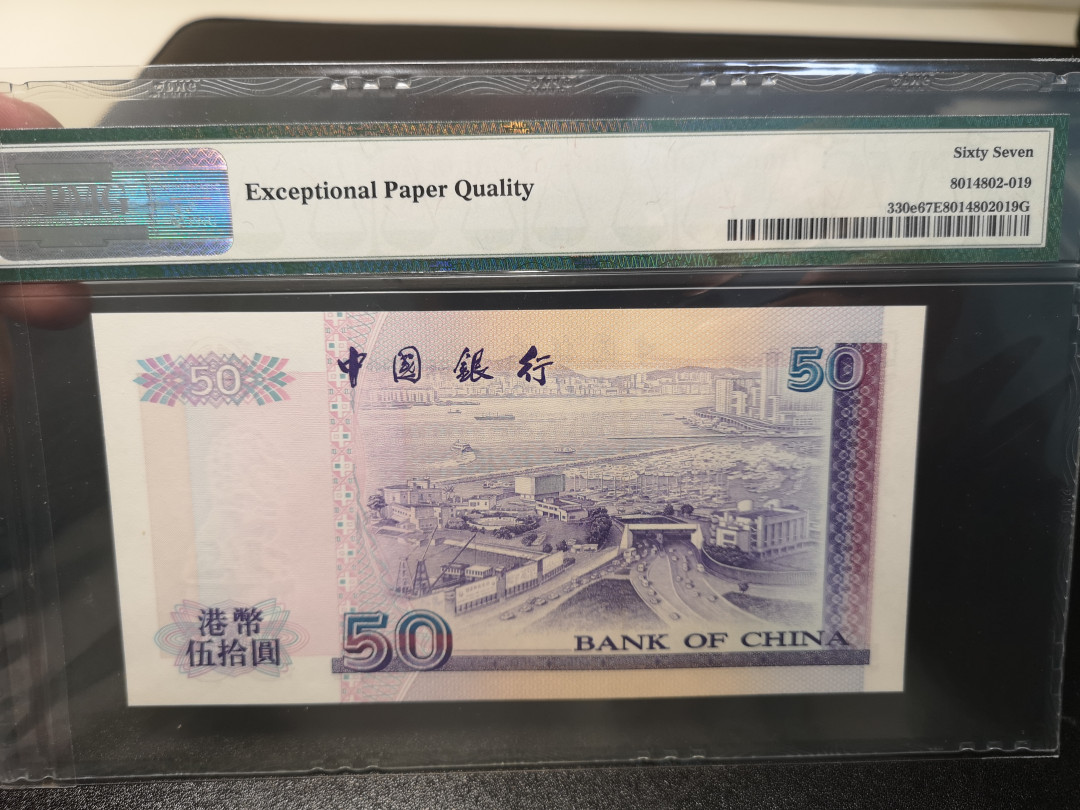 PMG
Sixty Seven
Exceptional Paper Quality
8014802-019
330e67E8014802019G
50
中國銀行
50
港幣
伍拾圓
50
BANK OF CHINA